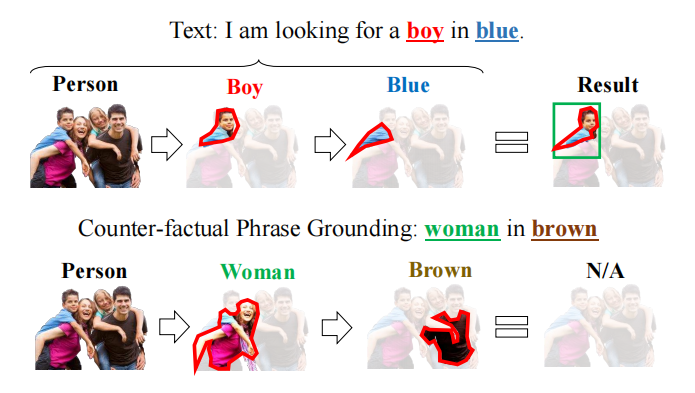 Text: I am looking for a boy in blue.
Person Boy Blue Result
Counter-factual Phrase Grounding: woman in brown
Person Woman Brown N/A